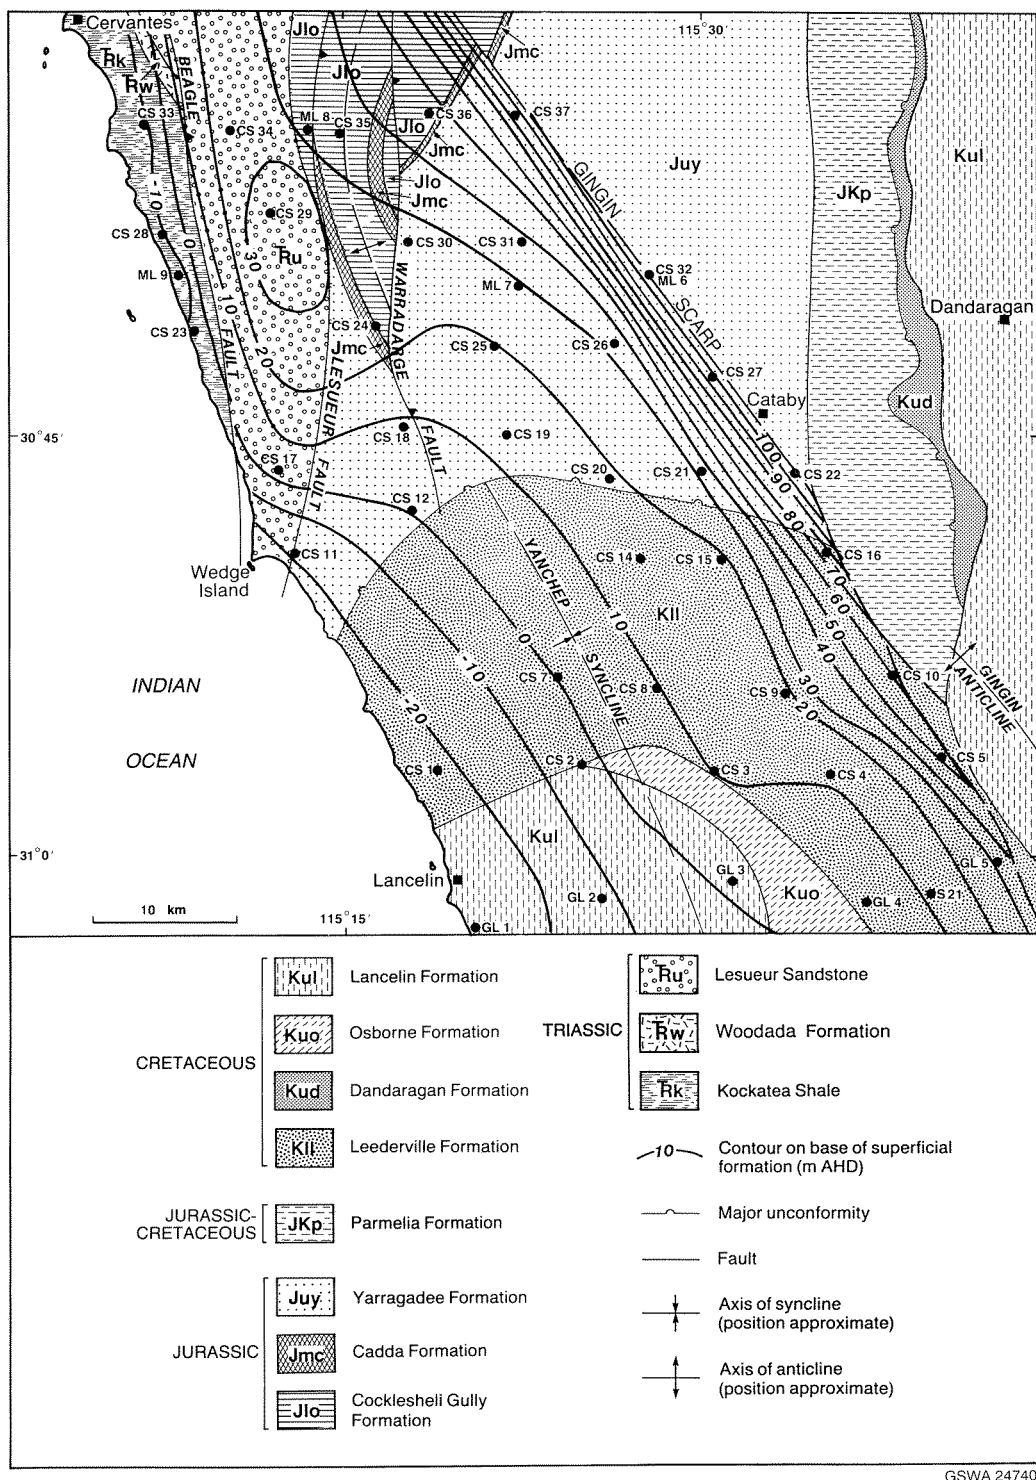 Cervantes
Jlo
115°30'
Jmc
Ꞧk
Ꞧw
BEAGLE
Jlo
CS 33
CS 34
ML 8
CS 35
CS 36
CS 37
Jlo
Jmc
Juy
Kul
GINGIN
JKp
-10
Jlo
Jmc
CS 29
CS 28
0
30
Ꞧu
CS 30
CS 31
ML 9
CS 32
ML 6
10
WARRADARGE
ML 7
SCARP
Dandaragan
CS 23
FAULT
20
CS 24
Jmc
CS 25
CS 26
CS 27
LESUEUR
Cataby
Kud
30°45'
CS 18
FAULT
CS 19
100
CS 17
FAULT
CS 20
CS 21
90
CS 22
CS 12
80
YANCHEP
CS 11
CS 14
CS 15
CS 16
Wedge
Island
70
60
Kll
50
10
0
40
INDIAN
-10
SYNCLINE
CS 7
CS 8
CS 9
30
CS 10
GINGIN
ANTICLINE
-20
20
OCEAN
CS 1
CS 2
CS 3
CS 4
CS 5
Kul
31°0'
Lancelin
GL 3
GL 5
Kuo
10 km
GL 2
GL 4
S 21
115°15'
GL 1
Kul Lancelin Formation
Kuo Osborne Formation
CRETACEOUS
Kud Dandaragan Formation
Kll Leederville Formation
JURASSIC-
CRETACEOUS
JKp Parmelia Formation
Juy Yarragadee Formation
JURASSIC
Jmc Cadda Formation
Jlo Cocklesheli Gully
Formation
Ꞧu Lesueur Sandstone
TRIASSIC
Ꞧw Woodada Formation
Ꞧk Kockatea Shale
-10 Contour on base of superficial
formation (m AHD)
Major unconformity
Fault
Axis of syncline
(position approximate)
Axis of anticline
(position approximate)
GSWA 24740